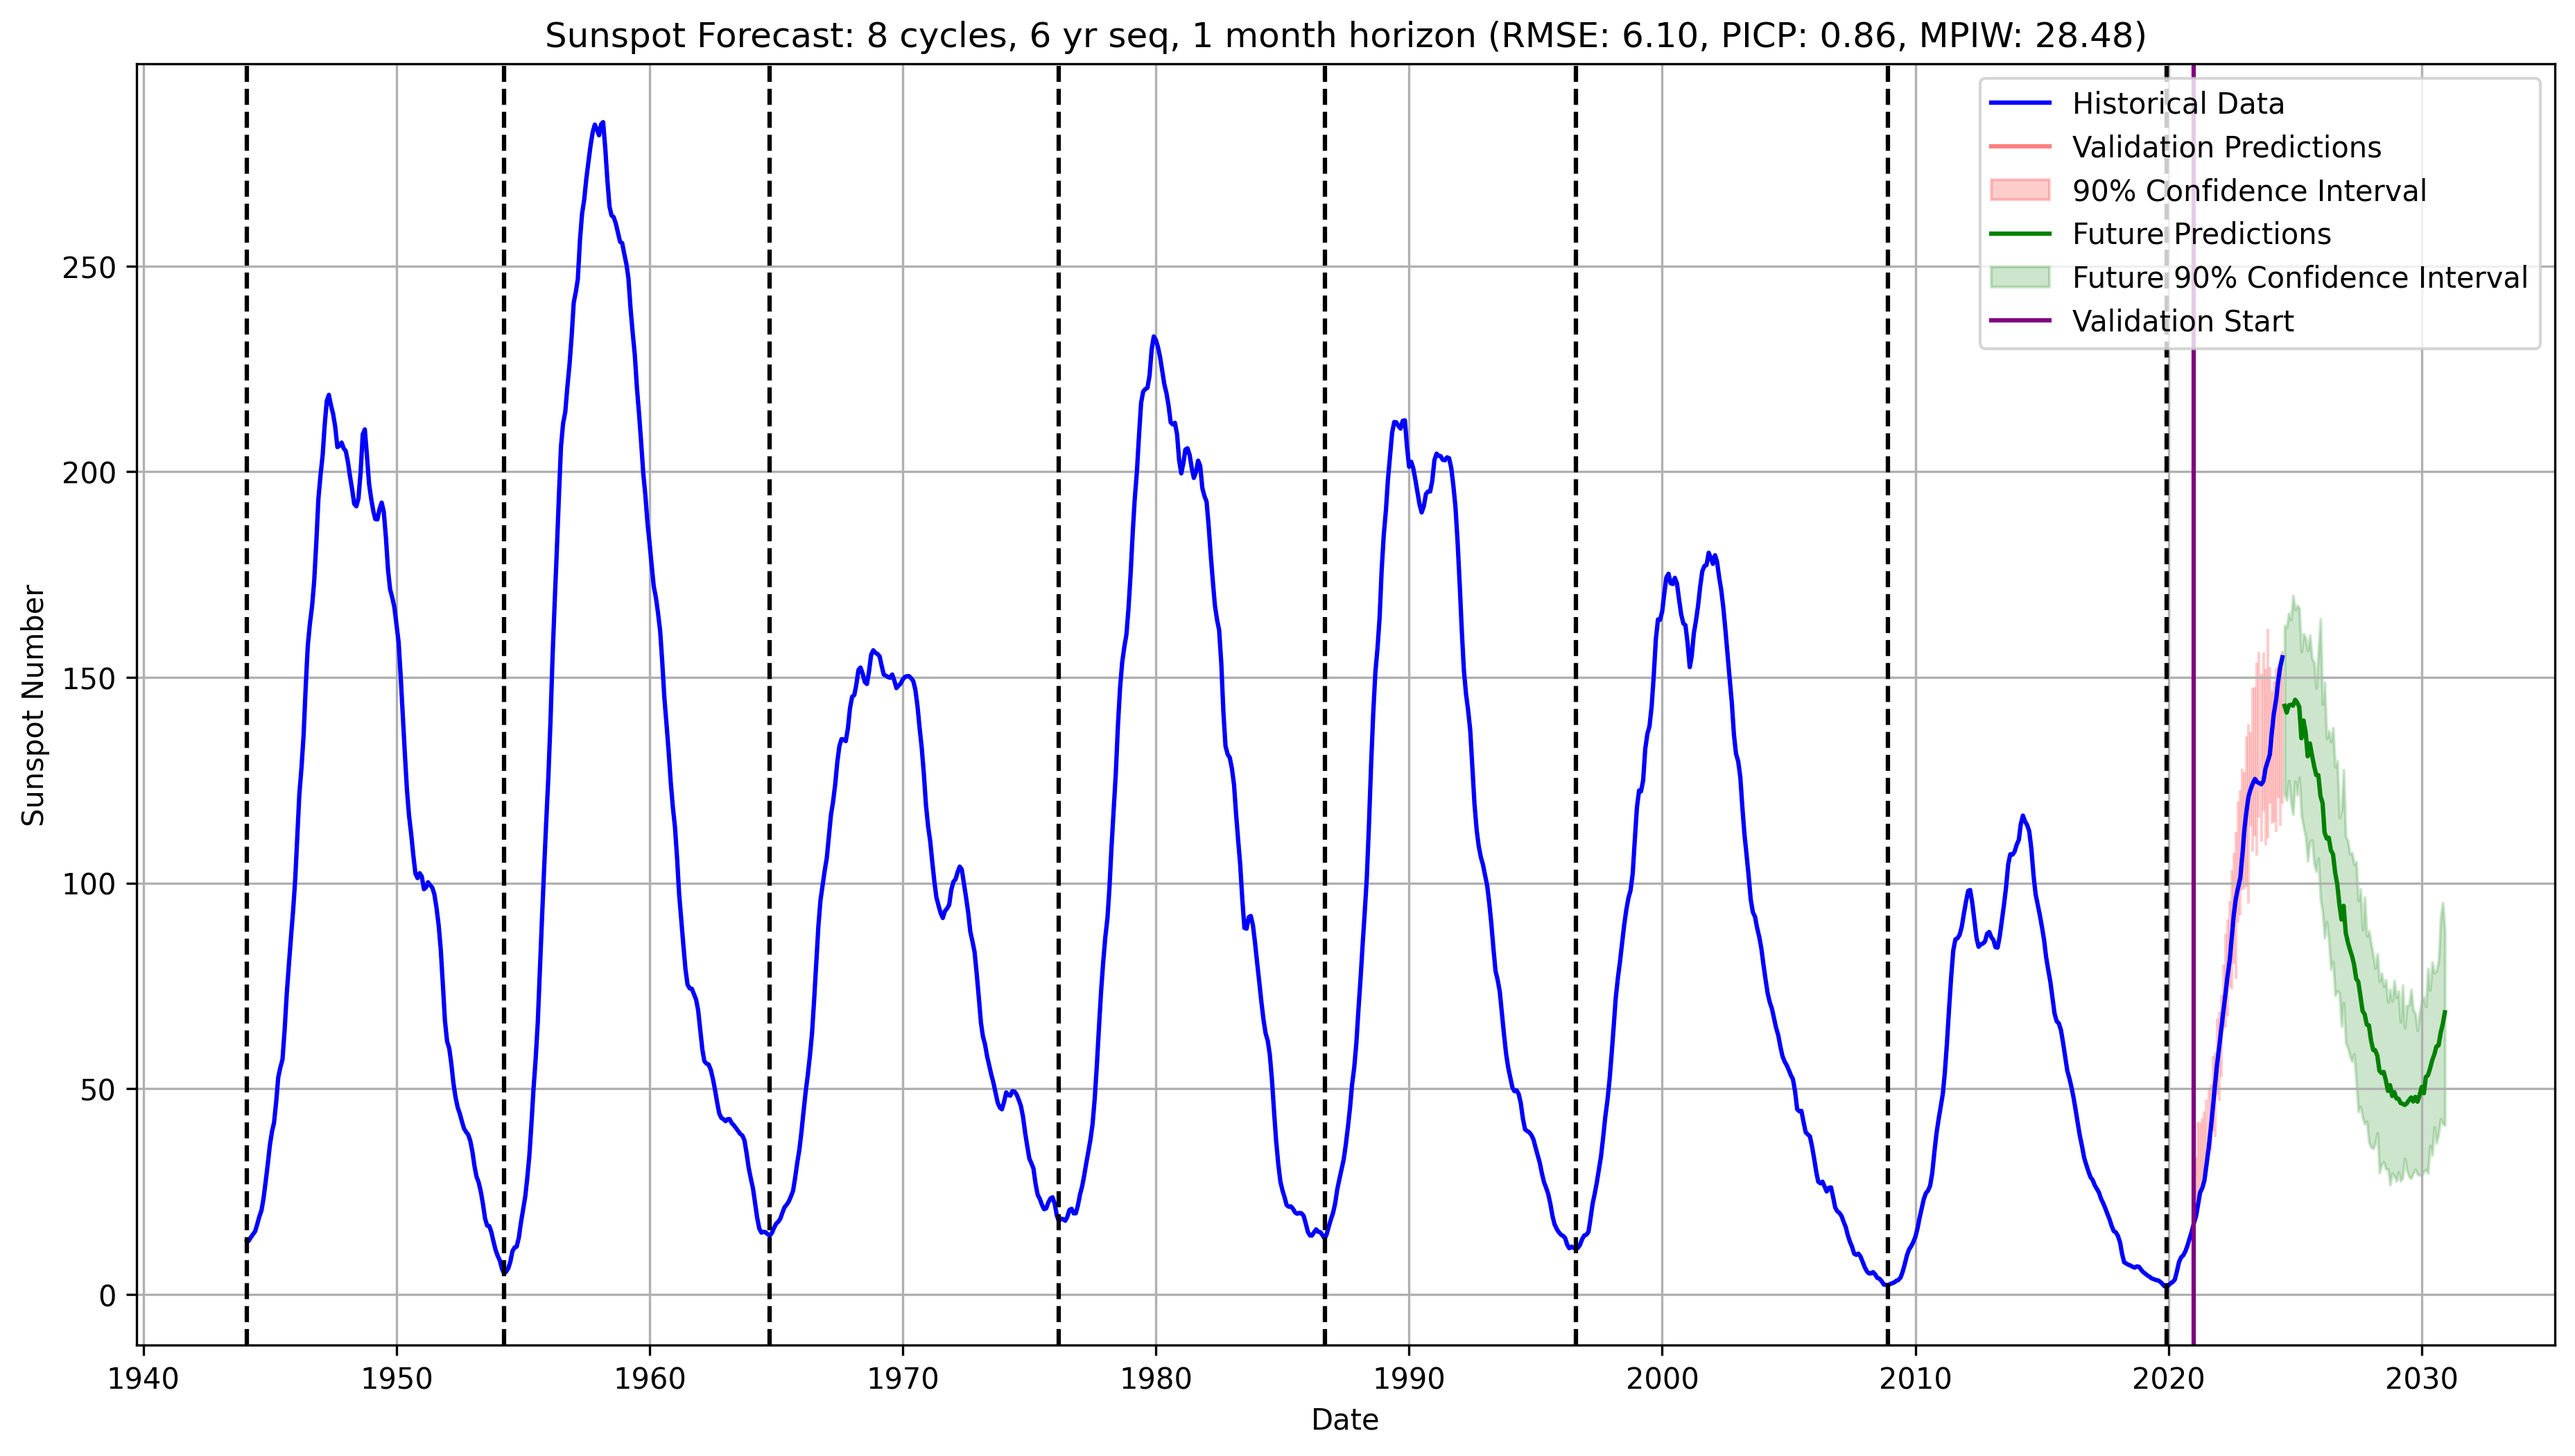 Sunspot Forecast: 8 cycles, 6 yr seq, 1 month horizon (RMSE: 6.10, PICP: 0.86, MPIW: 28.48)
Historical Data
Validation Predictions
90% Confidence Interval
Future Predictions
Future 90% Confidence Interval
Validation Start
Sunspot Number
250
200
150
100
50
0
1940 1950 1960 1970 1980 1990 2000 2010 2020 2030
Date